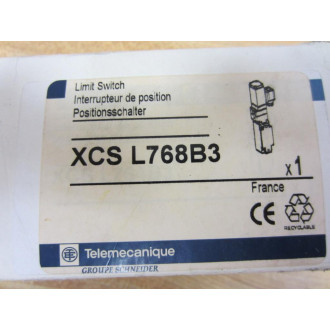 Limit Switch
Interrupteur de position
Positionsschalter
XCS L768B3
x1
France
CE
RECYCLABLE
Telemecanique
GROUPE SCHNEIDER